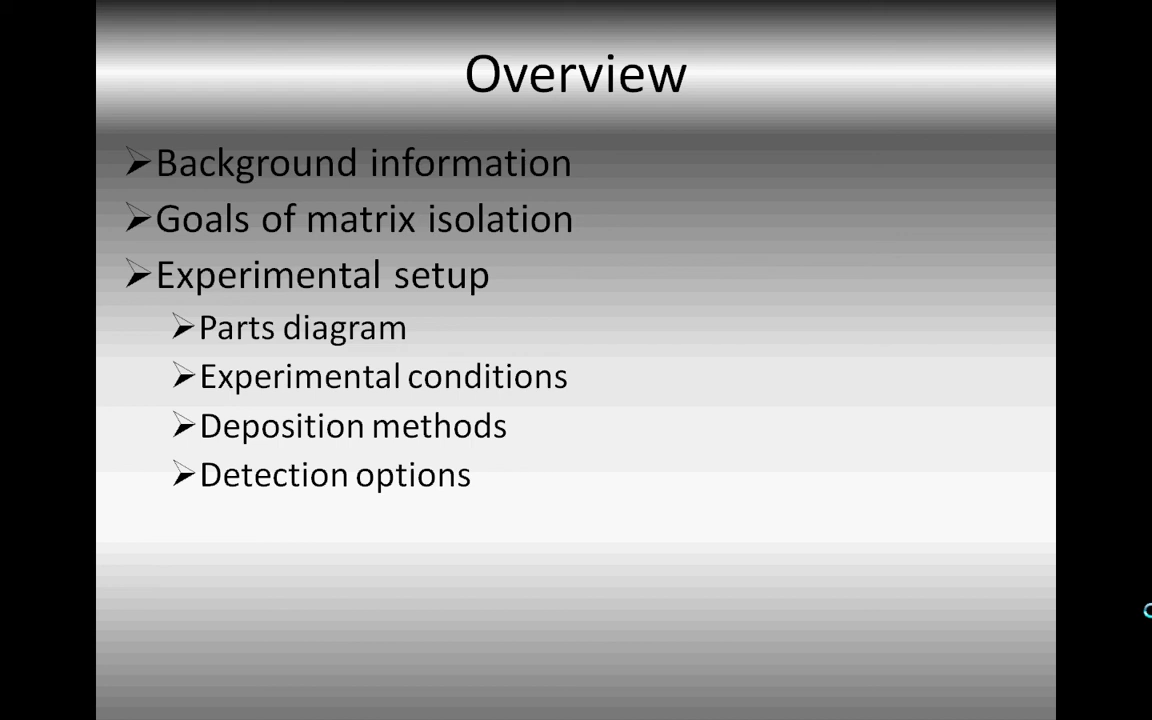 Overview
Background information
Goals of matrix isolation
Experimental setup
Parts diagram
Experimental conditions
Deposition methods
Detection options